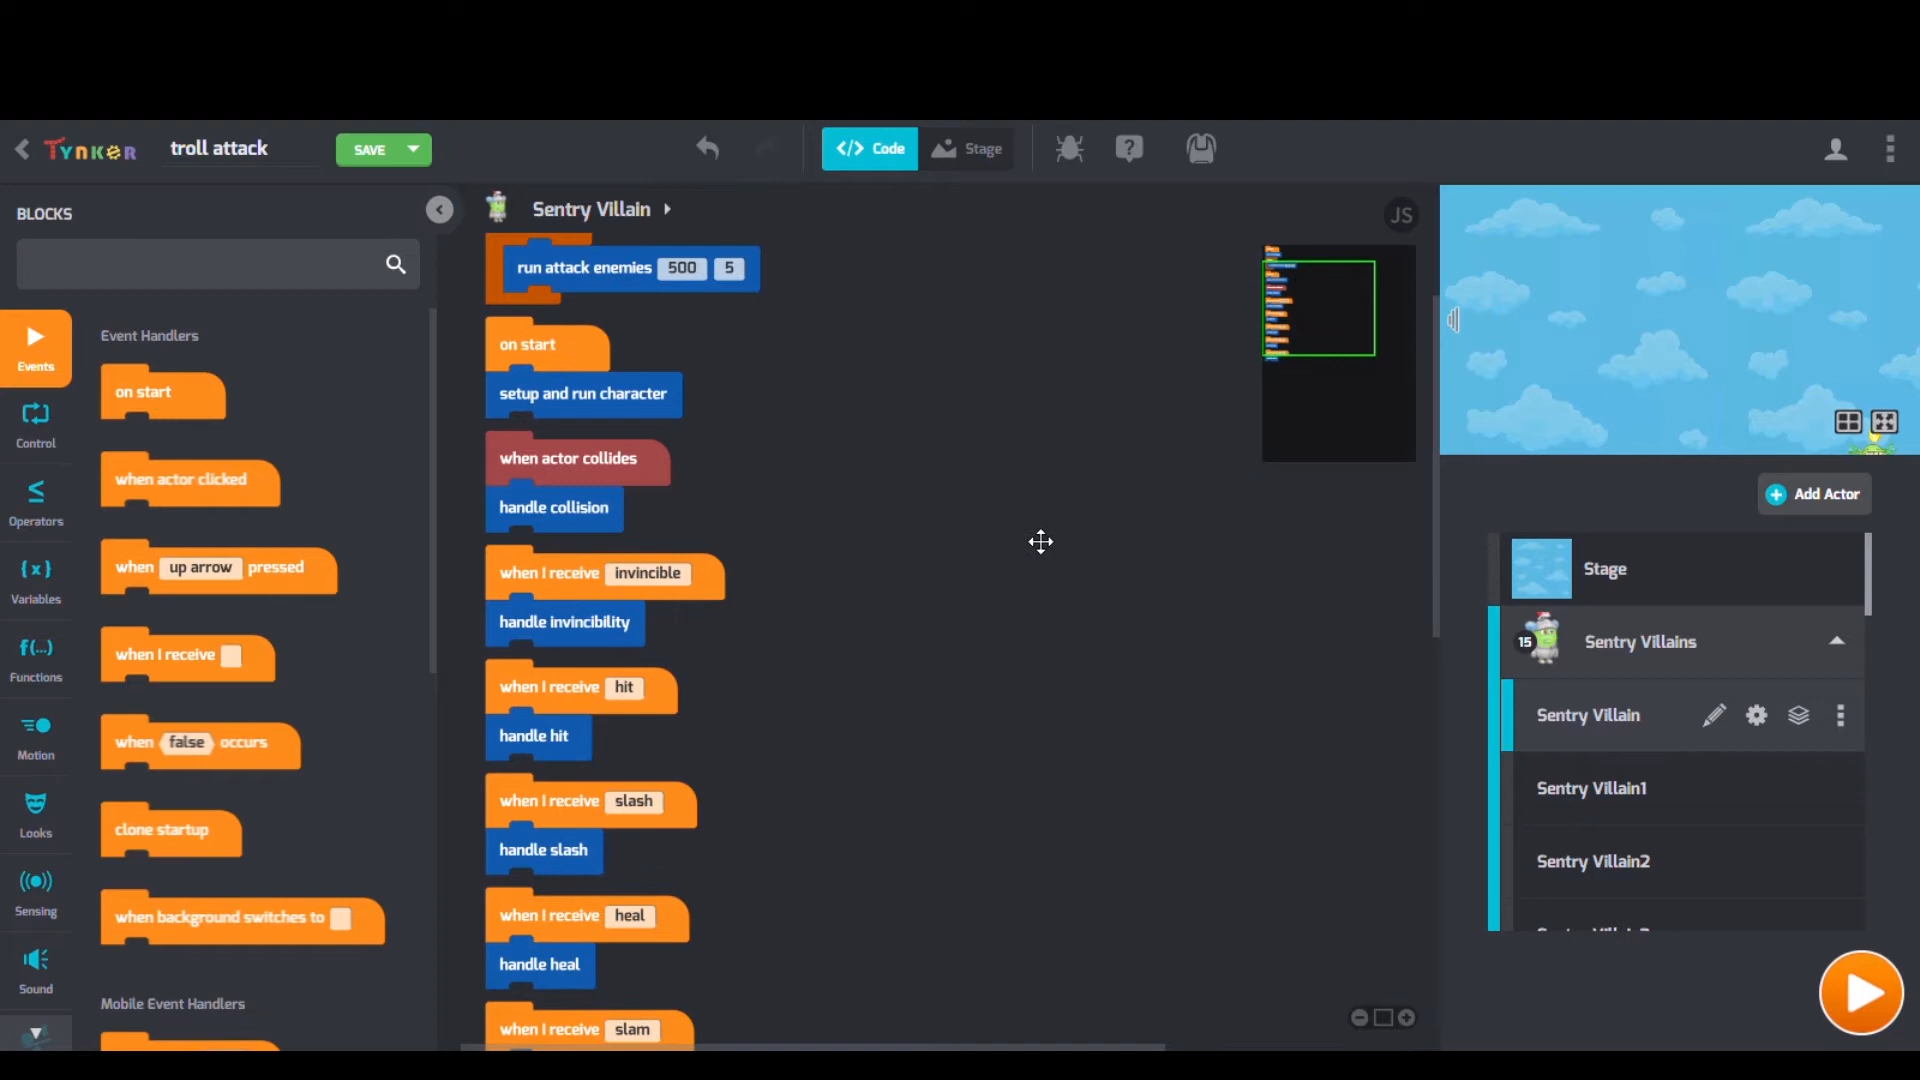 TYNKER
troll attack
SAVE
</> Code
Stage
BLOCKS
Sentry Villain
JS
Events
Control
Operators
{x}
Variables
f(...)
Functions
Motion
Looks
Sensing
Sound
Event Handlers
on start
when actor clicked
when up arrow pressed
when I receive
when false occurs
clone startup
when background switches to
Mobile Event Handlers
run attack enemies 500 5
on start
setup and run character
when actor collides
handle collision
when I receive invincible
handle invincibility
when I receive hit
handle hit
when I receive slash
handle slash
when I receive heal
handle heal
when I receive slam
Add Actor
Stage
15 Sentry Villains
Sentry Villain
Sentry Villain1
Sentry Villain2